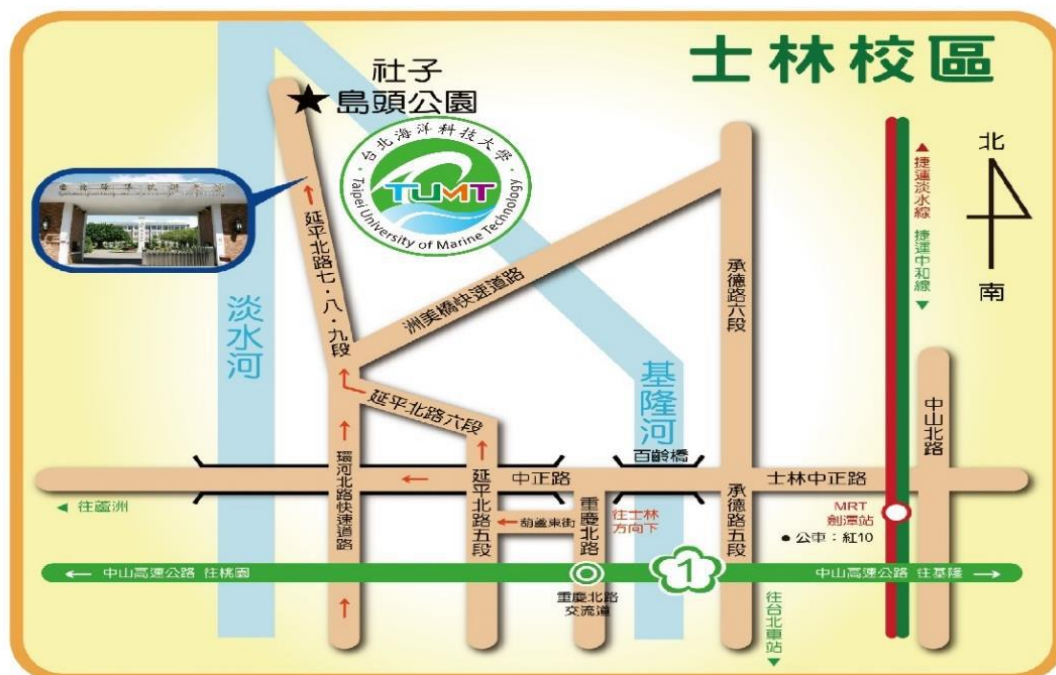 士林校區
社子
島頭公園
台北海洋科技大學
TUMT
Taipei University of Marine Technology
北
南
捷運淡水線
捷運中和線
淡水河
延平北路七·八·九段
洲美橋快速道路
承德路六段
基隆河
延平北路六段
中山北路
百齡橋
中正路
士林中正路
往蘆洲
環河北路快速道路
延平北路五段
葫蘆東街
重慶北路
往士林
方向下
承德路五段
MRT
劍潭站
●公車：紅10
1
中山高速公路 往桃園
中山高速公路 往基隆
重慶北路
交流道
往台北車站